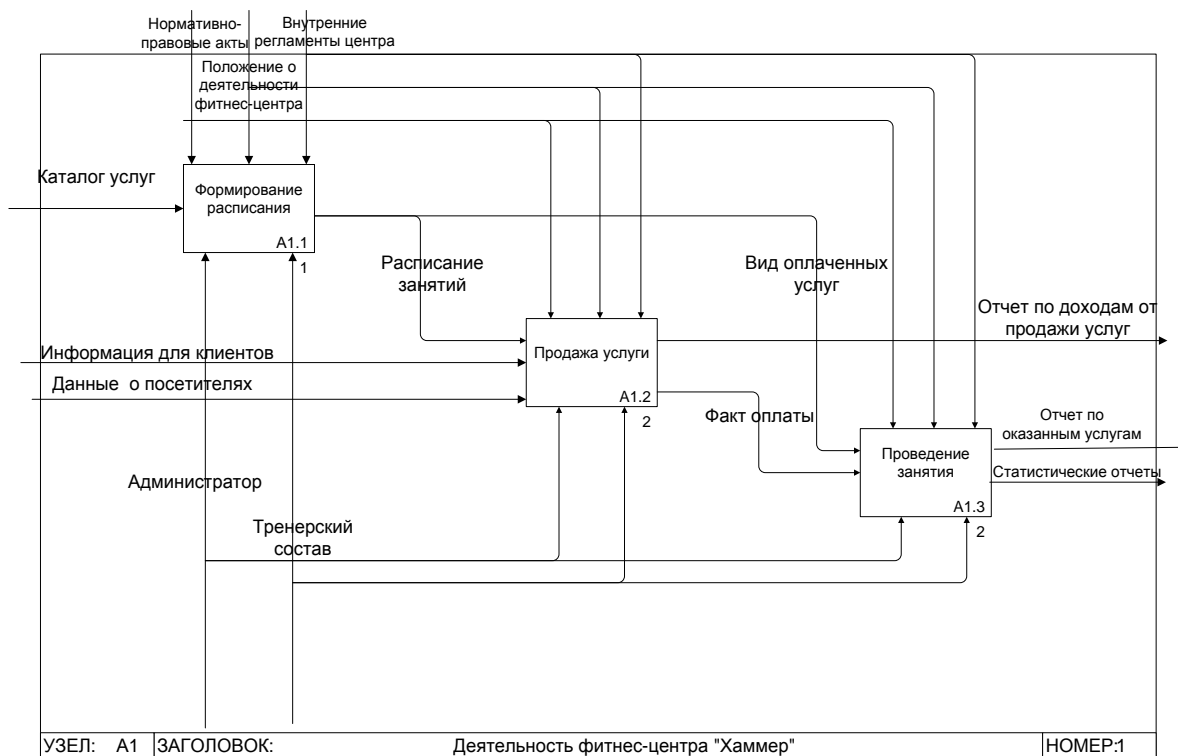 Нормативно-
правовые акты
Внутренние
регламенты центра
Положение о
деятельности
фитнес-центра
Каталог услуг
Формирование
расписания
A1.1
1
Расписание
занятий
Вид оплаченных
услуг
Отчет по доходам от
продажи услуг
Информация для клиентов
Продажа услуги
Данные о посетителях
A1.2
2
Факт оплаты
Отчет по
оказанным услугам
Проведение
занятия
Статистические отчеты
A1.3
2
Администратор
Тренерский
состав
УЗЕЛ: A1 ЗАГОЛОВОК: Деятельность фитнес-центра "Хаммер" НОМЕР:1